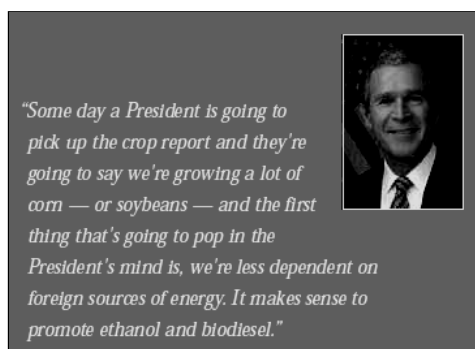 “Some day a President is going to
pick up the crop report and they're
going to say we're growing a lot of
corn — or soybeans — and the first
thing that's going to pop in the
President's mind is, we're less dependent on
foreign sources of energy. It makes sense to
promote ethanol and biodiesel.”